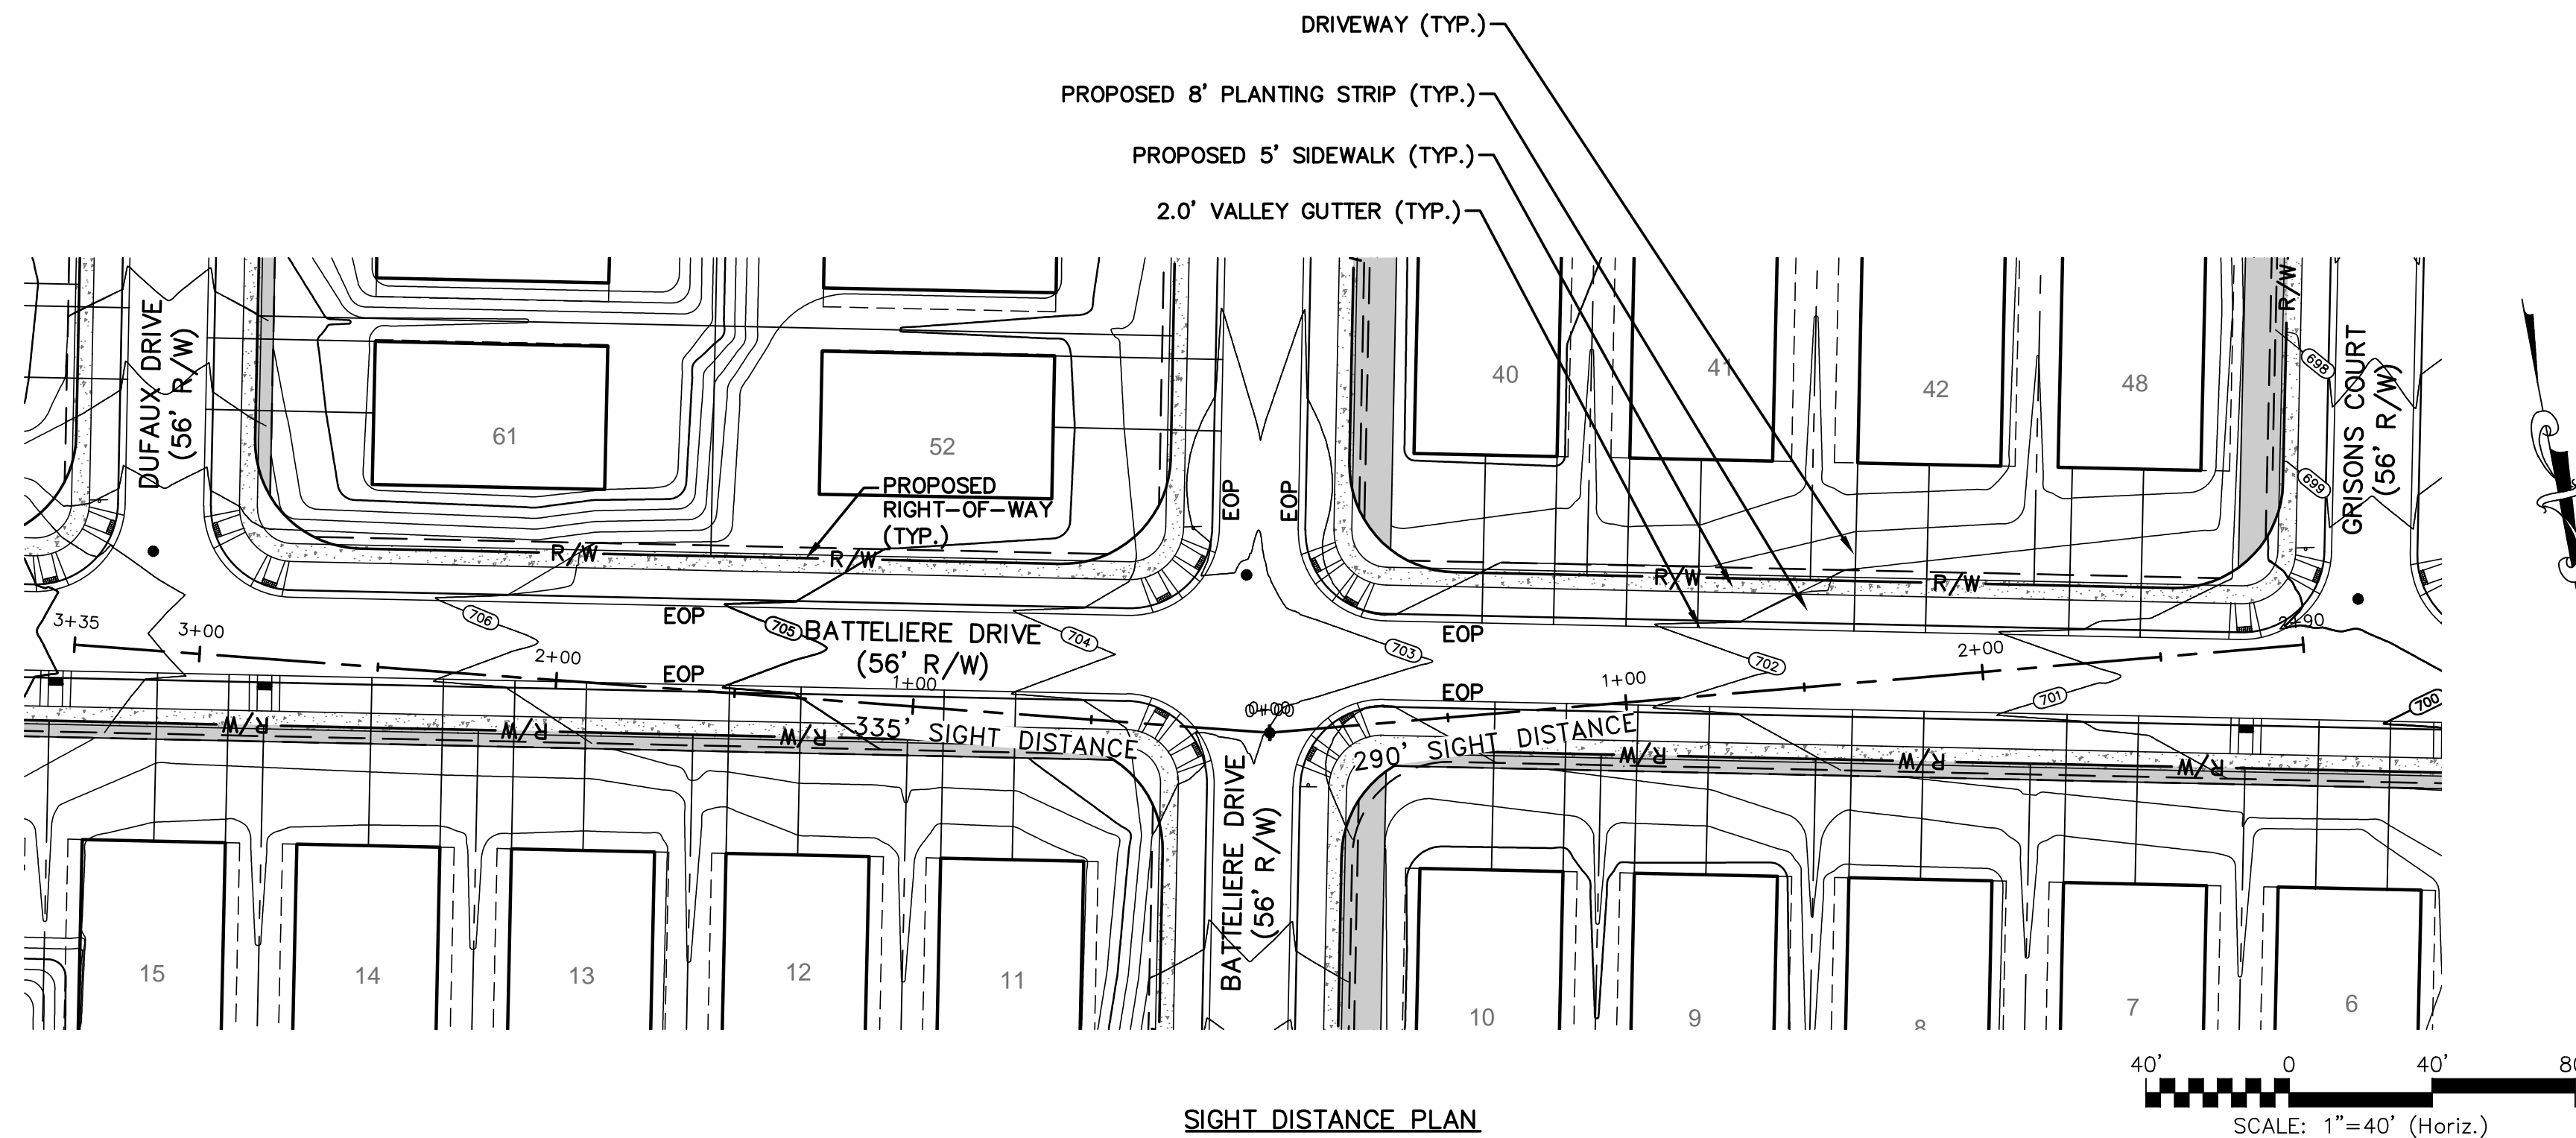 DRIVEWAY (TYP.)
PROPOSED 8' PLANTING STRIP (TYP.)
PROPOSED 5' SIDEWALK (TYP.)
2.0' VALLEY GUTTER (TYP.)
DUFAUX DRIVE
(56' R/W)
61
52
40
41
42
48
R/W
698
699
GRISONS COURT
(56' R/W)
PROPOSED
RIGHT-OF-WAY
(TYP.)
EOP
EOP
R/W
R/W
R/W
R/W
3+35
3+00
706
2+00
EOP
EOP
705
BATTELIERE DRIVE
(56' R/W)
1+00
704
703
EOP
EOP
1+00
702
2+00
701
2+90
700
R/W
R/W
R/W
335' SIGHT DISTANCE
0+00
290' SIGHT DISTANCE
R/W
R/W
R/W
BATTELIERE DRIVE
(56' R/W)
15
14
13
12
11
10
9
8
7
6
40'
0
40'
SCALE: 1"=40' (Horiz.)
SIGHT DISTANCE PLAN